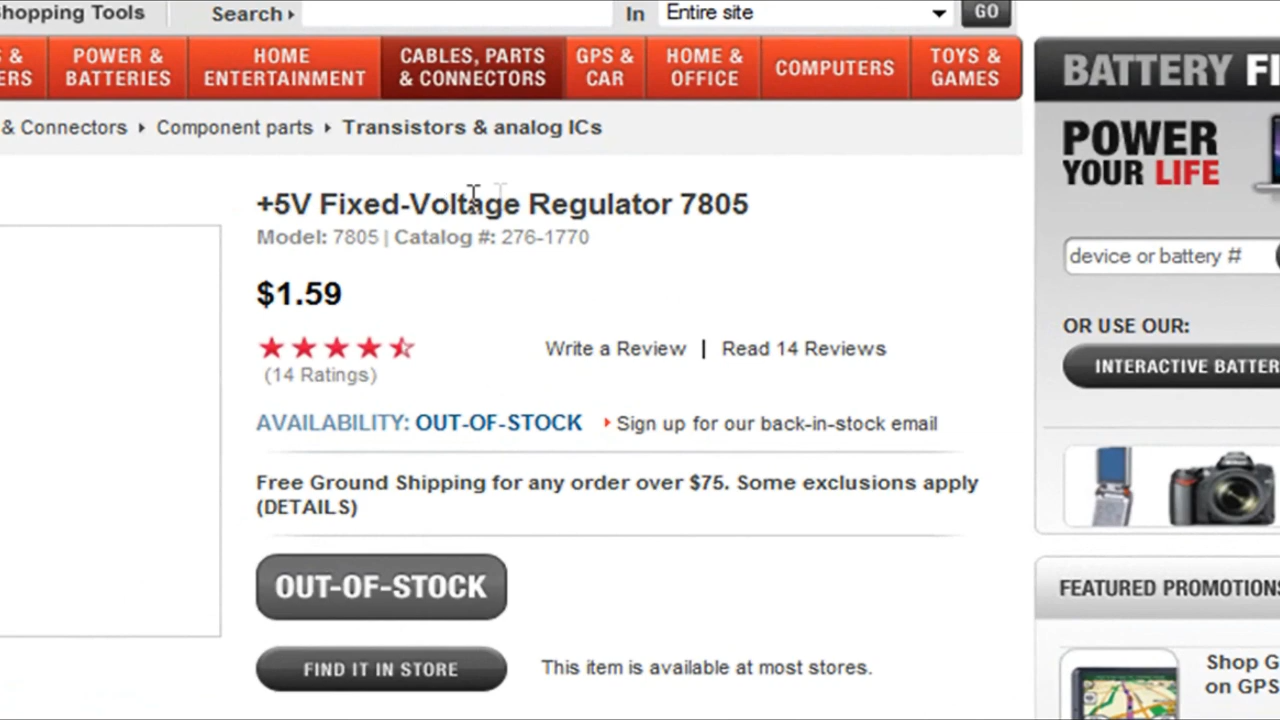 hopping Tools
Search
In
Entire site
GO
& 
ERS
POWER &
BATTERIES
HOME
ENTERTAINMENT
CABLES, PARTS
& CONNECTORS
GPS &
CAR
HOME &
OFFICE
COMPUTERS
TOYS &
GAMES
& Connectors
Component parts
Transistors & analog ICs
+5V Fixed-Voltage Regulator 7805
Model: 7805 | Catalog #: 276-1770
$1.59
Write a Review | Read 14 Reviews
(14 Ratings)
AVAILABILITY: OUT-OF-STOCK
Sign up for our back-in-stock email
Free Ground Shipping for any order over $75. Some exclusions apply
(DETAILS)
OUT-OF-STOCK
FIND IT IN STORE
This item is available at most stores.
BATTERY FI
POWER
YOUR LIFE
device or battery #
OR USE OUR:
INTERACTIVE BATTER
FEATURED PROMOTIONS
Shop G
on GPS